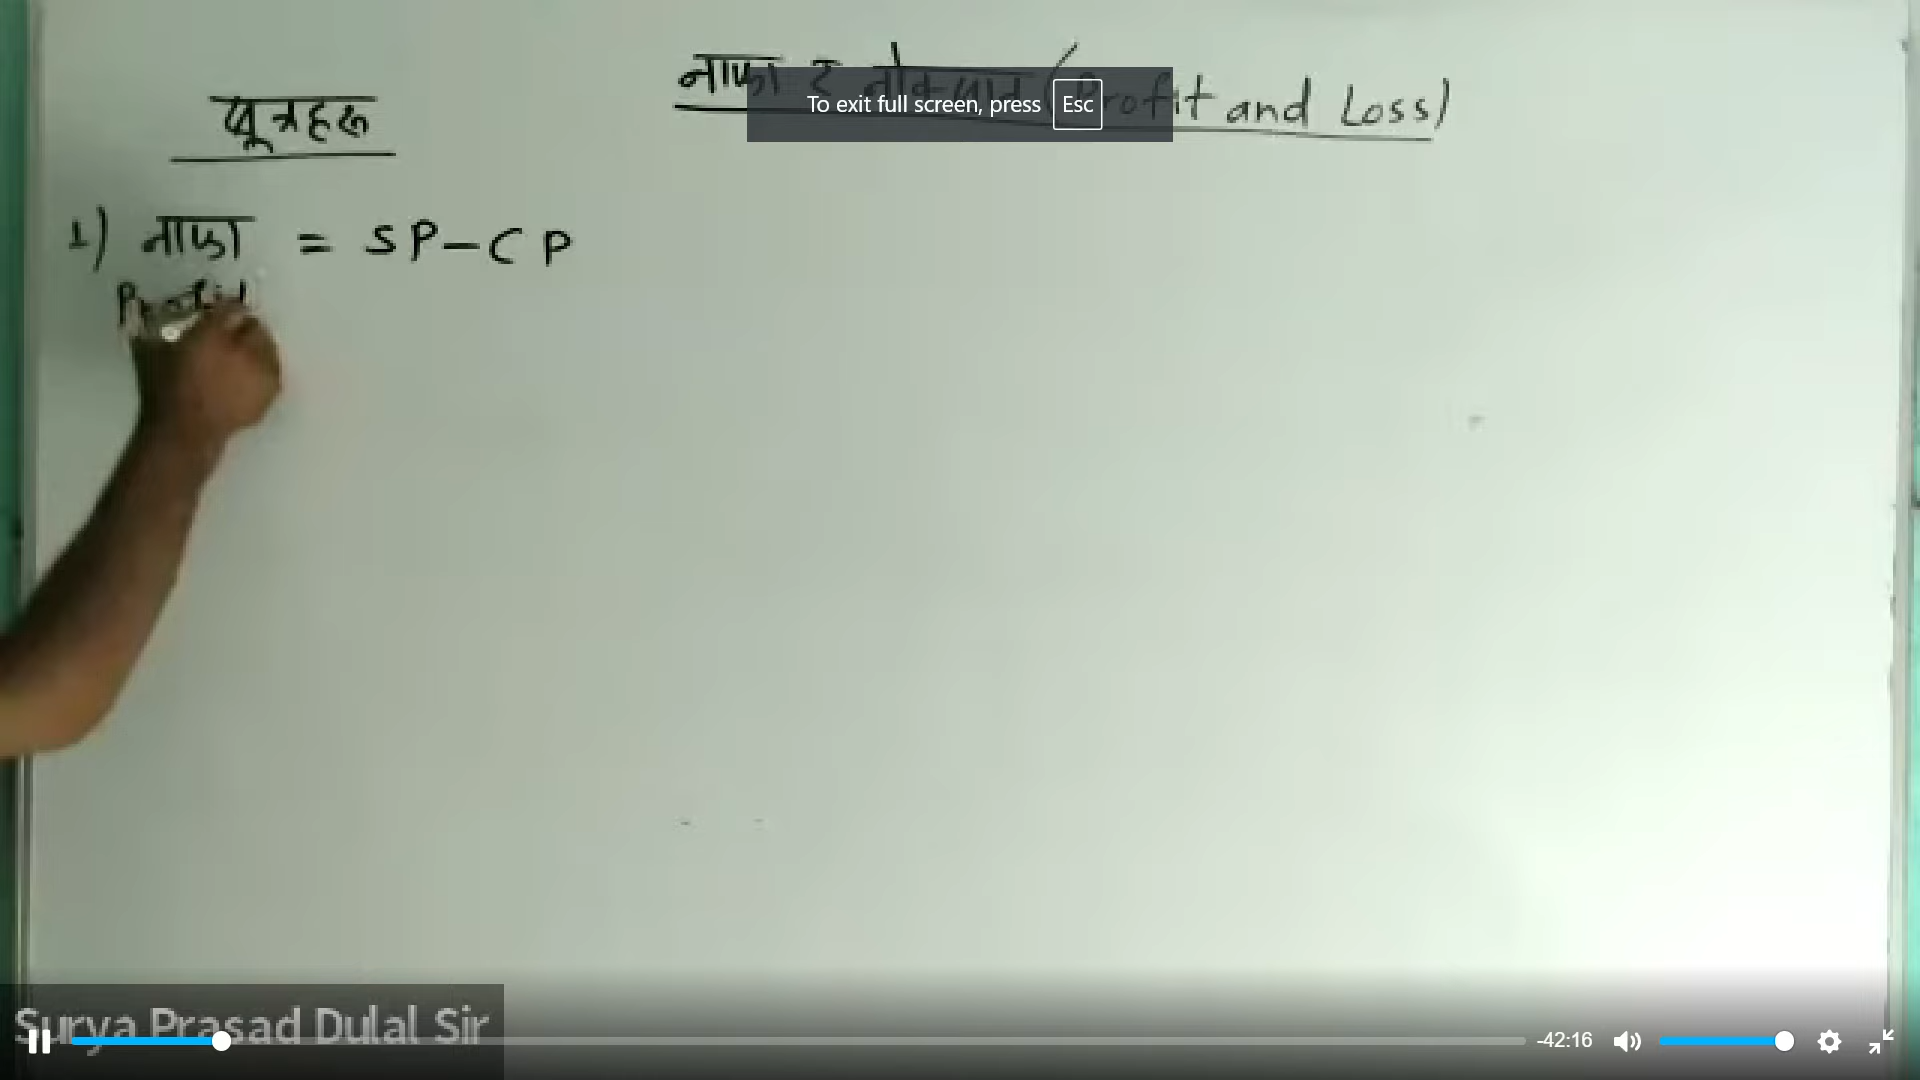 नाफा र नोक्सान (Profit and Loss)
To exit full screen, press Esc
सूत्रहरू
1) नाफा = SP-CP
Profit
Surya Prasad Dulal Sir
-42:16